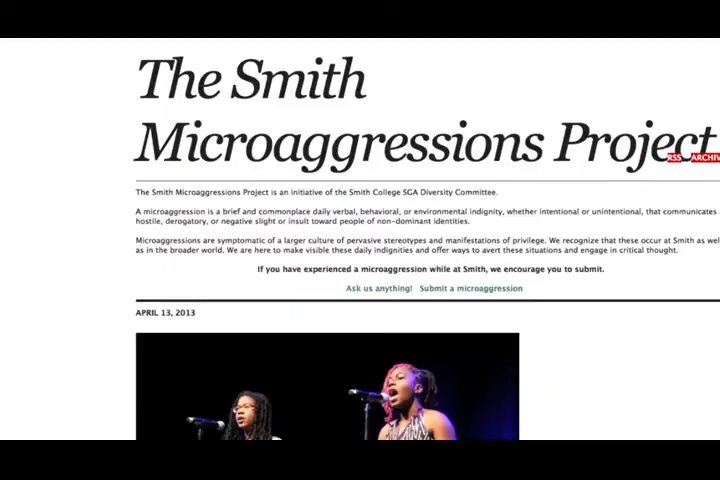 The Smith
Microaggressions Project
RSS
The Smith Microaggressions Project is an initiative of the Smith College SGA Diversity Committee.
A microaggression is a brief and commonplace daily verbal, behavioral, or environmental indignity, whether intentional or unintentional, that communicates
hostile, derogatory, or negative slight or insult toward people of non-dominant identities.
Microaggressions are symptomatic of a larger culture of pervasive stereotypes and manifestations of privilege. We recognize that these occur at Smith as
as in the broader world. We are here to make visible these daily indignities and offer ways to avert these situations and engage in critical thought.
If you have experienced a microaggression while at Smith, we encourage you to submit.
Ask us anything! Submit a microaggression
APRIL 13, 2013